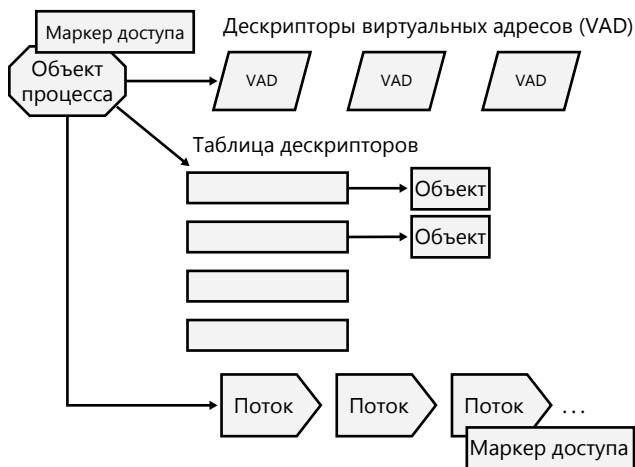 Маркер доступа
Дескрипторы виртуальных адресов (VAD)
Объект
процесса
VAD
VAD
VAD
Таблица дескрипторов
Объект
Объект
Поток
Поток
Поток
...
Маркер доступа